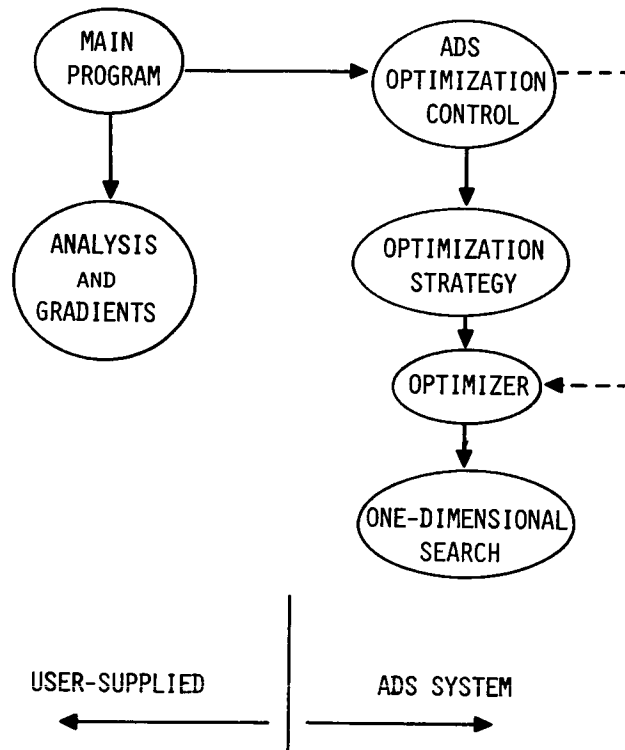 MAIN
PROGRAM
ADS
OPTIMIZATION
CONTROL
ANALYSIS
AND
GRADIENTS
OPTIMIZATION
STRATEGY
OPTIMIZER
ONE-DIMENSIONAL
SEARCH
USER-SUPPLIED
ADS SYSTEM